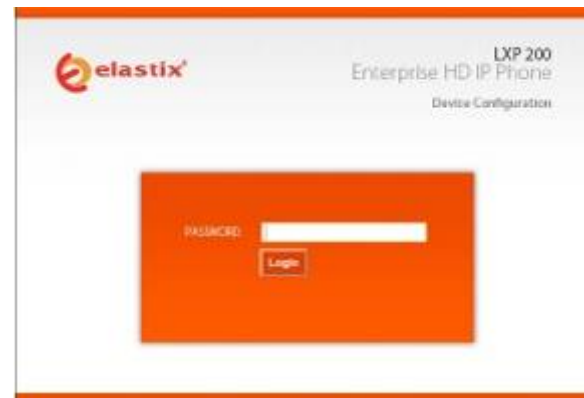 elastix
LXP 200
Enterprise HD IP Phone
Device Configuration
PASSWORD
Login